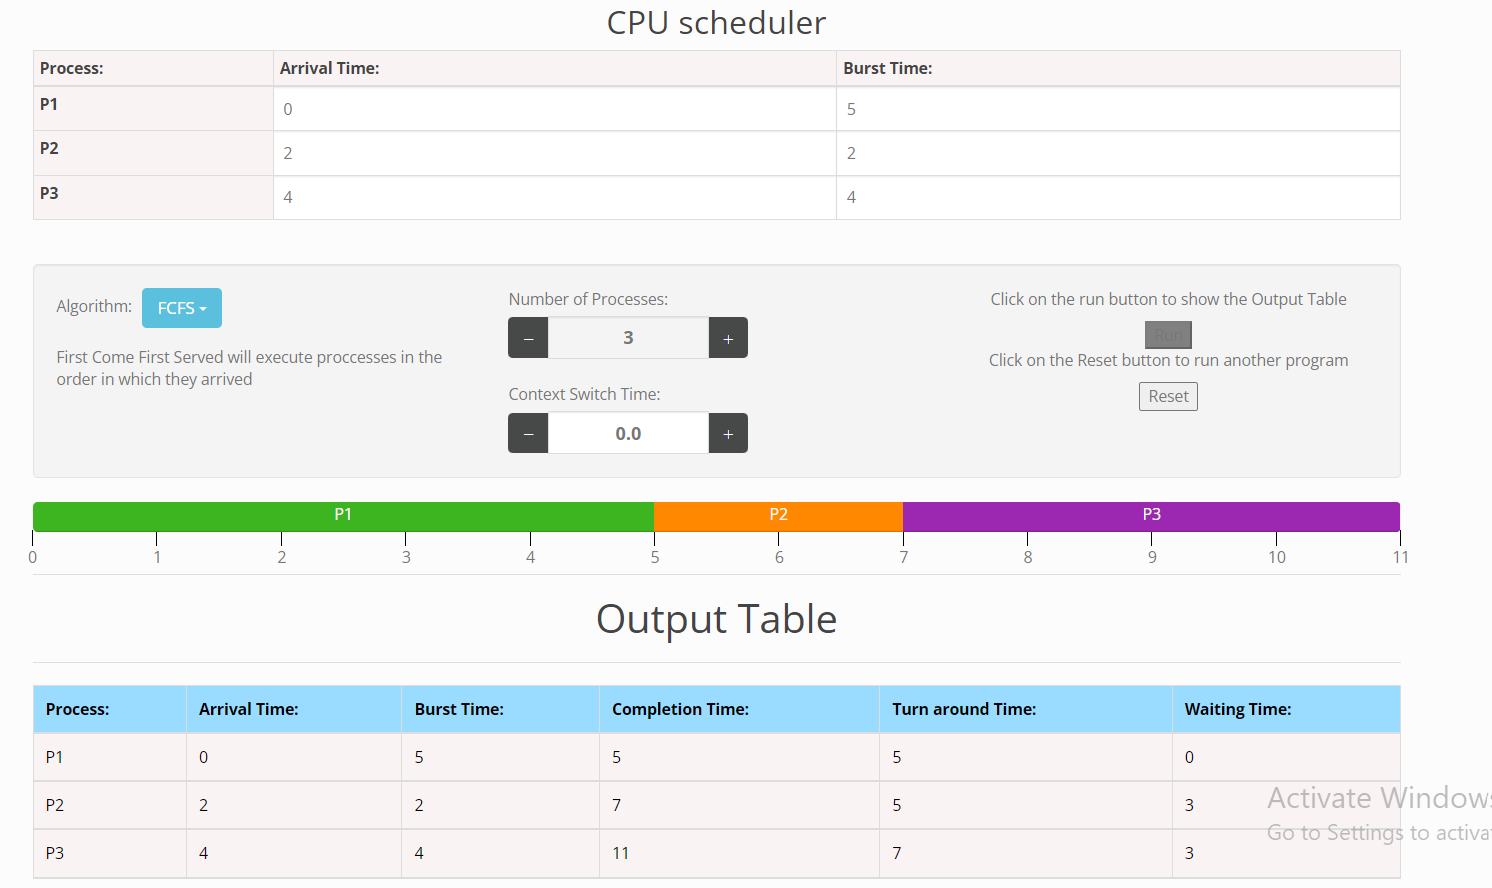 CPU scheduler
Process: Arrival Time: Burst Time:
P1 0 5
P2 2 2
P3 4 4
Algorithm: FCFS
First Come First Served will execute proccesses in the
order in which they arrived
Number of Processes:
– 3 +
Context Switch Time:
– 0.0 +
Click on the run button to show the Output Table
Run
Click on the Reset button to run another program
Reset
P1 P2 P3
0 1 2 3 4 5 6 7 8 9 10 11
Output Table
Process: Arrival Time: Burst Time: Completion Time: Turn around Time: Waiting Time:
P1 0 5 5 5 0
P2 2 2 7 5 3
P3 4 4 11 7 3
Activate Windows
Go to Settings to activa